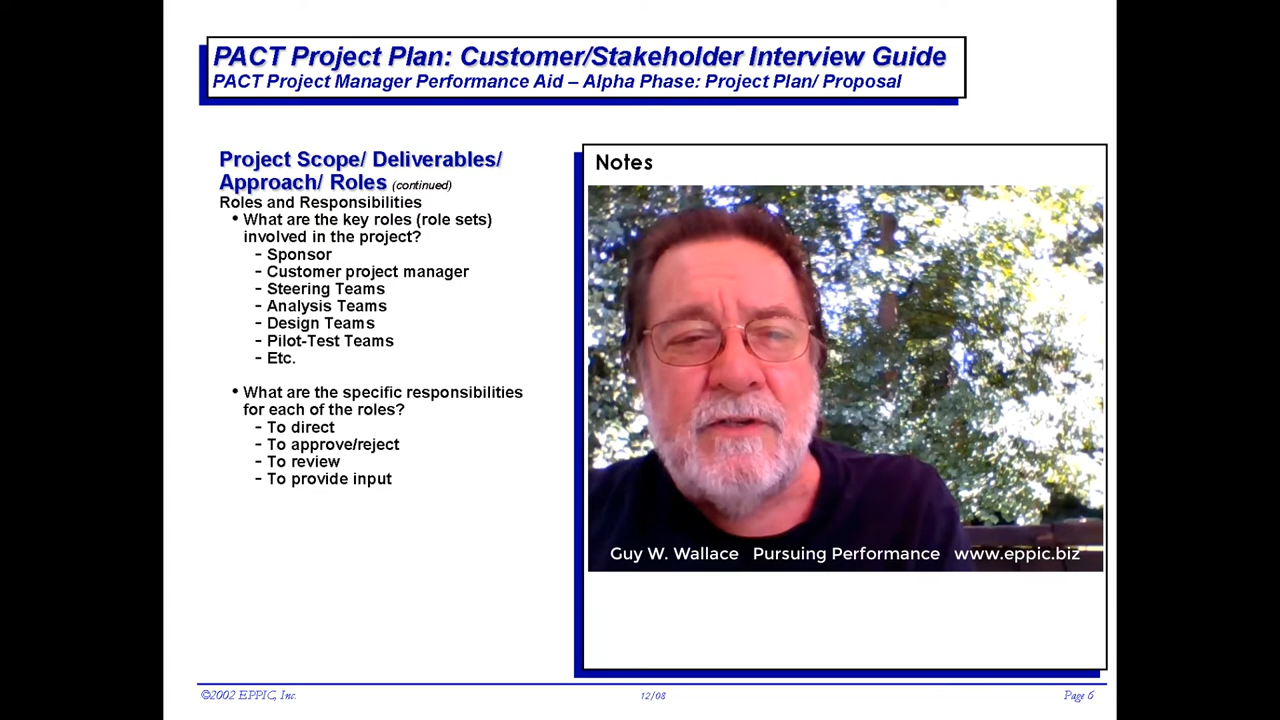 PACT Project Plan: Customer/Stakeholder Interview Guide
PACT Project Manager Performance Aid – Alpha Phase: Project Plan/ Proposal
Project Scope/ Deliverables/
Approach/ Roles (continued)
Roles and Responsibilities
• What are the key roles (role sets)
involved in the project?
- Sponsor
- Customer project manager
- Steering Teams
- Analysis Teams
- Design Teams
- Pilot-Test Teams
- Etc.
• What are the specific responsibilities
for each of the roles?
- To direct
- To approve/reject
- To review
- To provide input
Notes
Guy W. Wallace Pursuing Performance www.eppic.biz
©2002 EPPIC, Inc. 12/08 Page 6